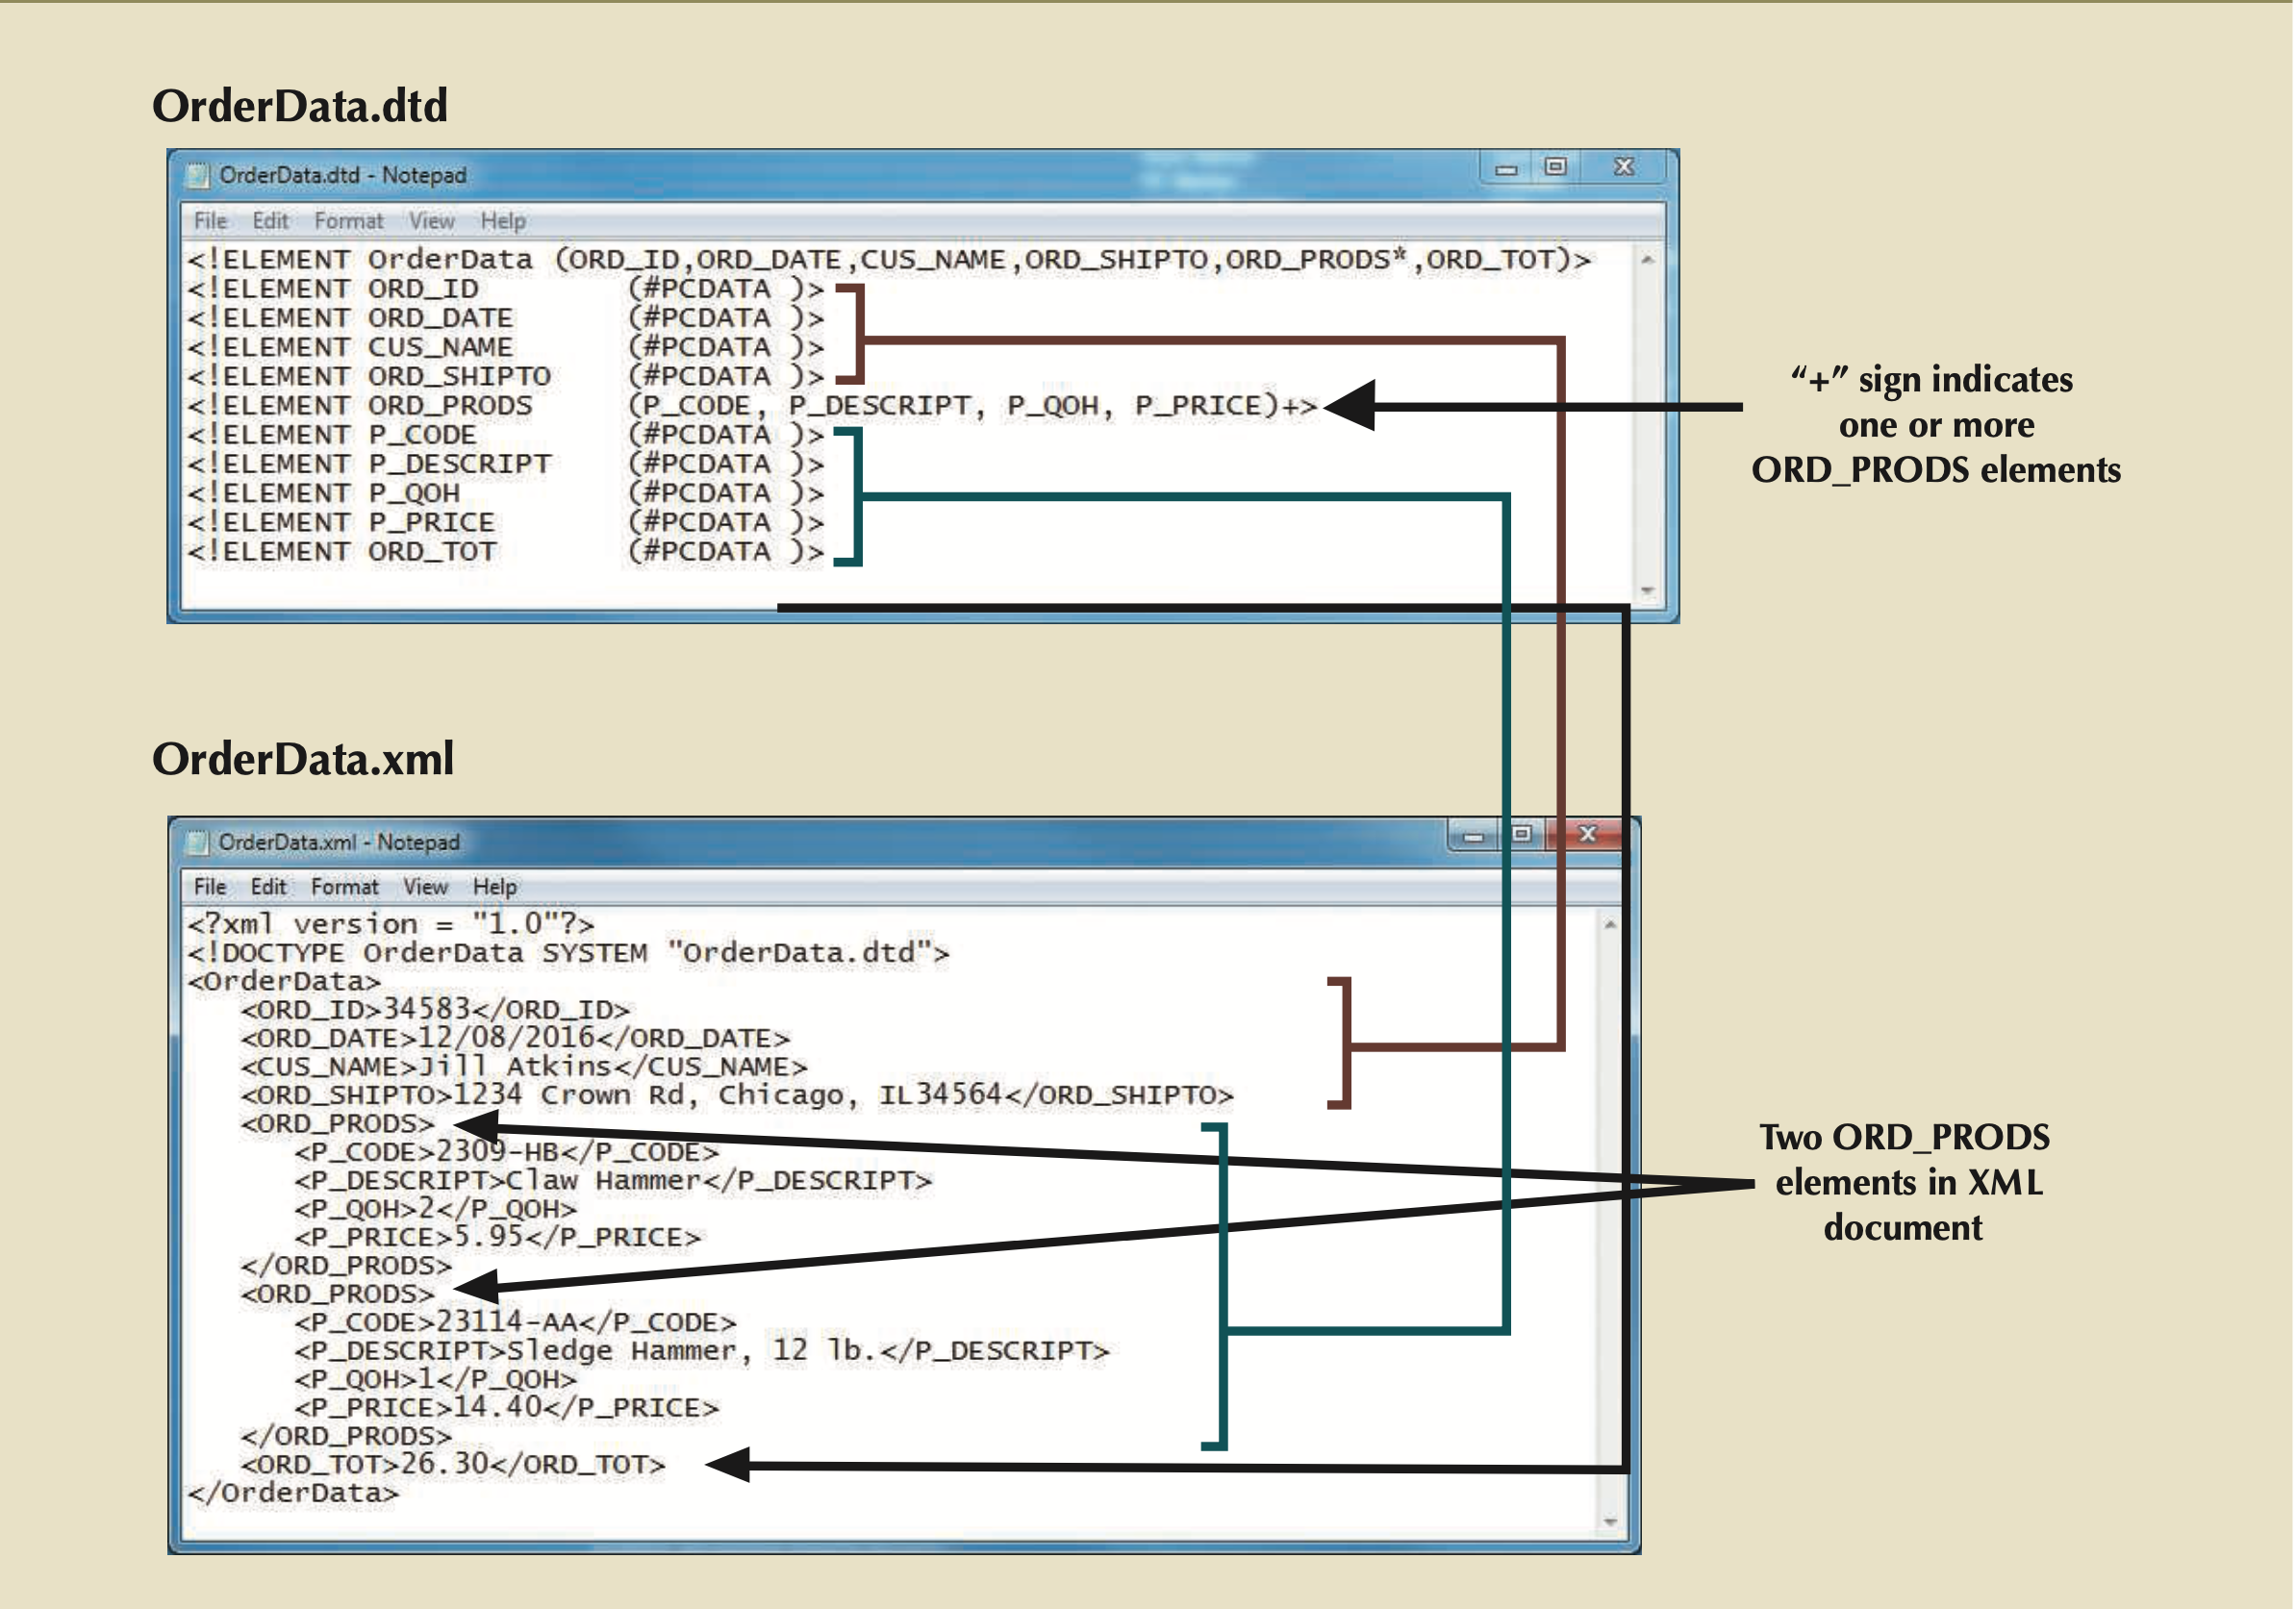 OrderData.dtd
OrderData.dtd - Notepad
File Edit Format View Help
<!ELEMENT OrderData (ORD_ID,ORD_DATE,CUS_NAME,ORD_SHIPTO,ORD_PRODS*,ORD_TOT)>
<!ELEMENT ORD_ID (#PCDATA )>
<!ELEMENT ORD_DATE (#PCDATA )>
<!ELEMENT CUS_NAME (#PCDATA )>
<!ELEMENT ORD_SHIPTO (#PCDATA )>
<!ELEMENT ORD_PRODS (P_CODE, P_DESCRIPT, P_QOH, P_PRICE)+>
<!ELEMENT P_CODE (#PCDATA )>
<!ELEMENT P_DESCRIPT (#PCDATA )>
<!ELEMENT P_QOH (#PCDATA )>
<!ELEMENT P_PRICE (#PCDATA )>
<!ELEMENT ORD_TOT (#PCDATA )>
“+” sign indicates
one or more
ORD_PRODS elements
OrderData.xml
OrderData.xml - Notepad
File Edit Format View Help
<?xml version = "1.0"?>
<!DOCTYPE OrderData SYSTEM "OrderData.dtd">
<OrderData>
<ORD_ID>34583</ORD_ID>
<ORD_DATE>12/08/2016</ORD_DATE>
<CUS_NAME>Jill Atkins</CUS_NAME>
<ORD_SHIPTO>1234 Crown Rd, Chicago, IL34564</ORD_SHIPTO>
<ORD_PRODS>
<P_CODE>2309-HB</P_CODE>
<P_DESCRIPT>Claw Hammer</P_DESCRIPT>
<P_QOH>2</P_QOH>
<P_PRICE>5.95</P_PRICE>
</ORD_PRODS>
<ORD_PRODS>
<P_CODE>23114-AA</P_CODE>
<P_DESCRIPT>Sledge Hammer, 12 lb.</P_DESCRIPT>
<P_QOH>1</P_QOH>
<P_PRICE>14.40</P_PRICE>
</ORD_PRODS>
<ORD_TOT>26.30</ORD_TOT>
</OrderData>
Two ORD_PRODS
elements in XML
document